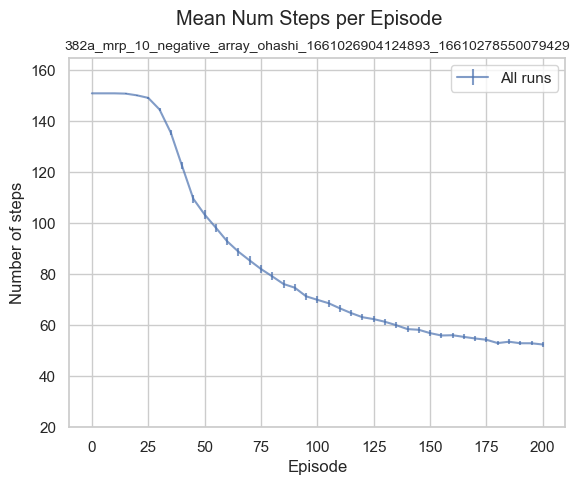 Mean Num Steps per Episode
382a_mrp_10_negative_array_ohashi_1661026904124893_16610278550079429
All runs
160
140
120
100
80
60
40
20
Number of steps
0 25 50 75 100 125 150 175 200
Episode